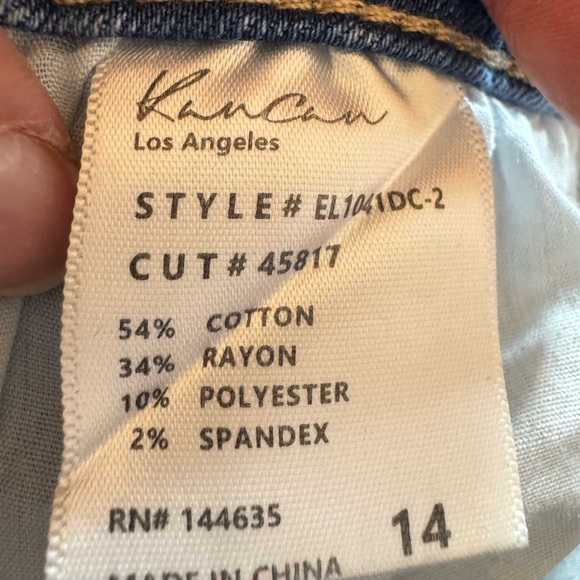 KanCan
Los Angeles
STYLE# EL1041DC-2
CUT# 45817
54% COTTON
34% RAYON
10% POLYESTER
2% SPANDEX
RN# 144635
14
MADE IN CHINA